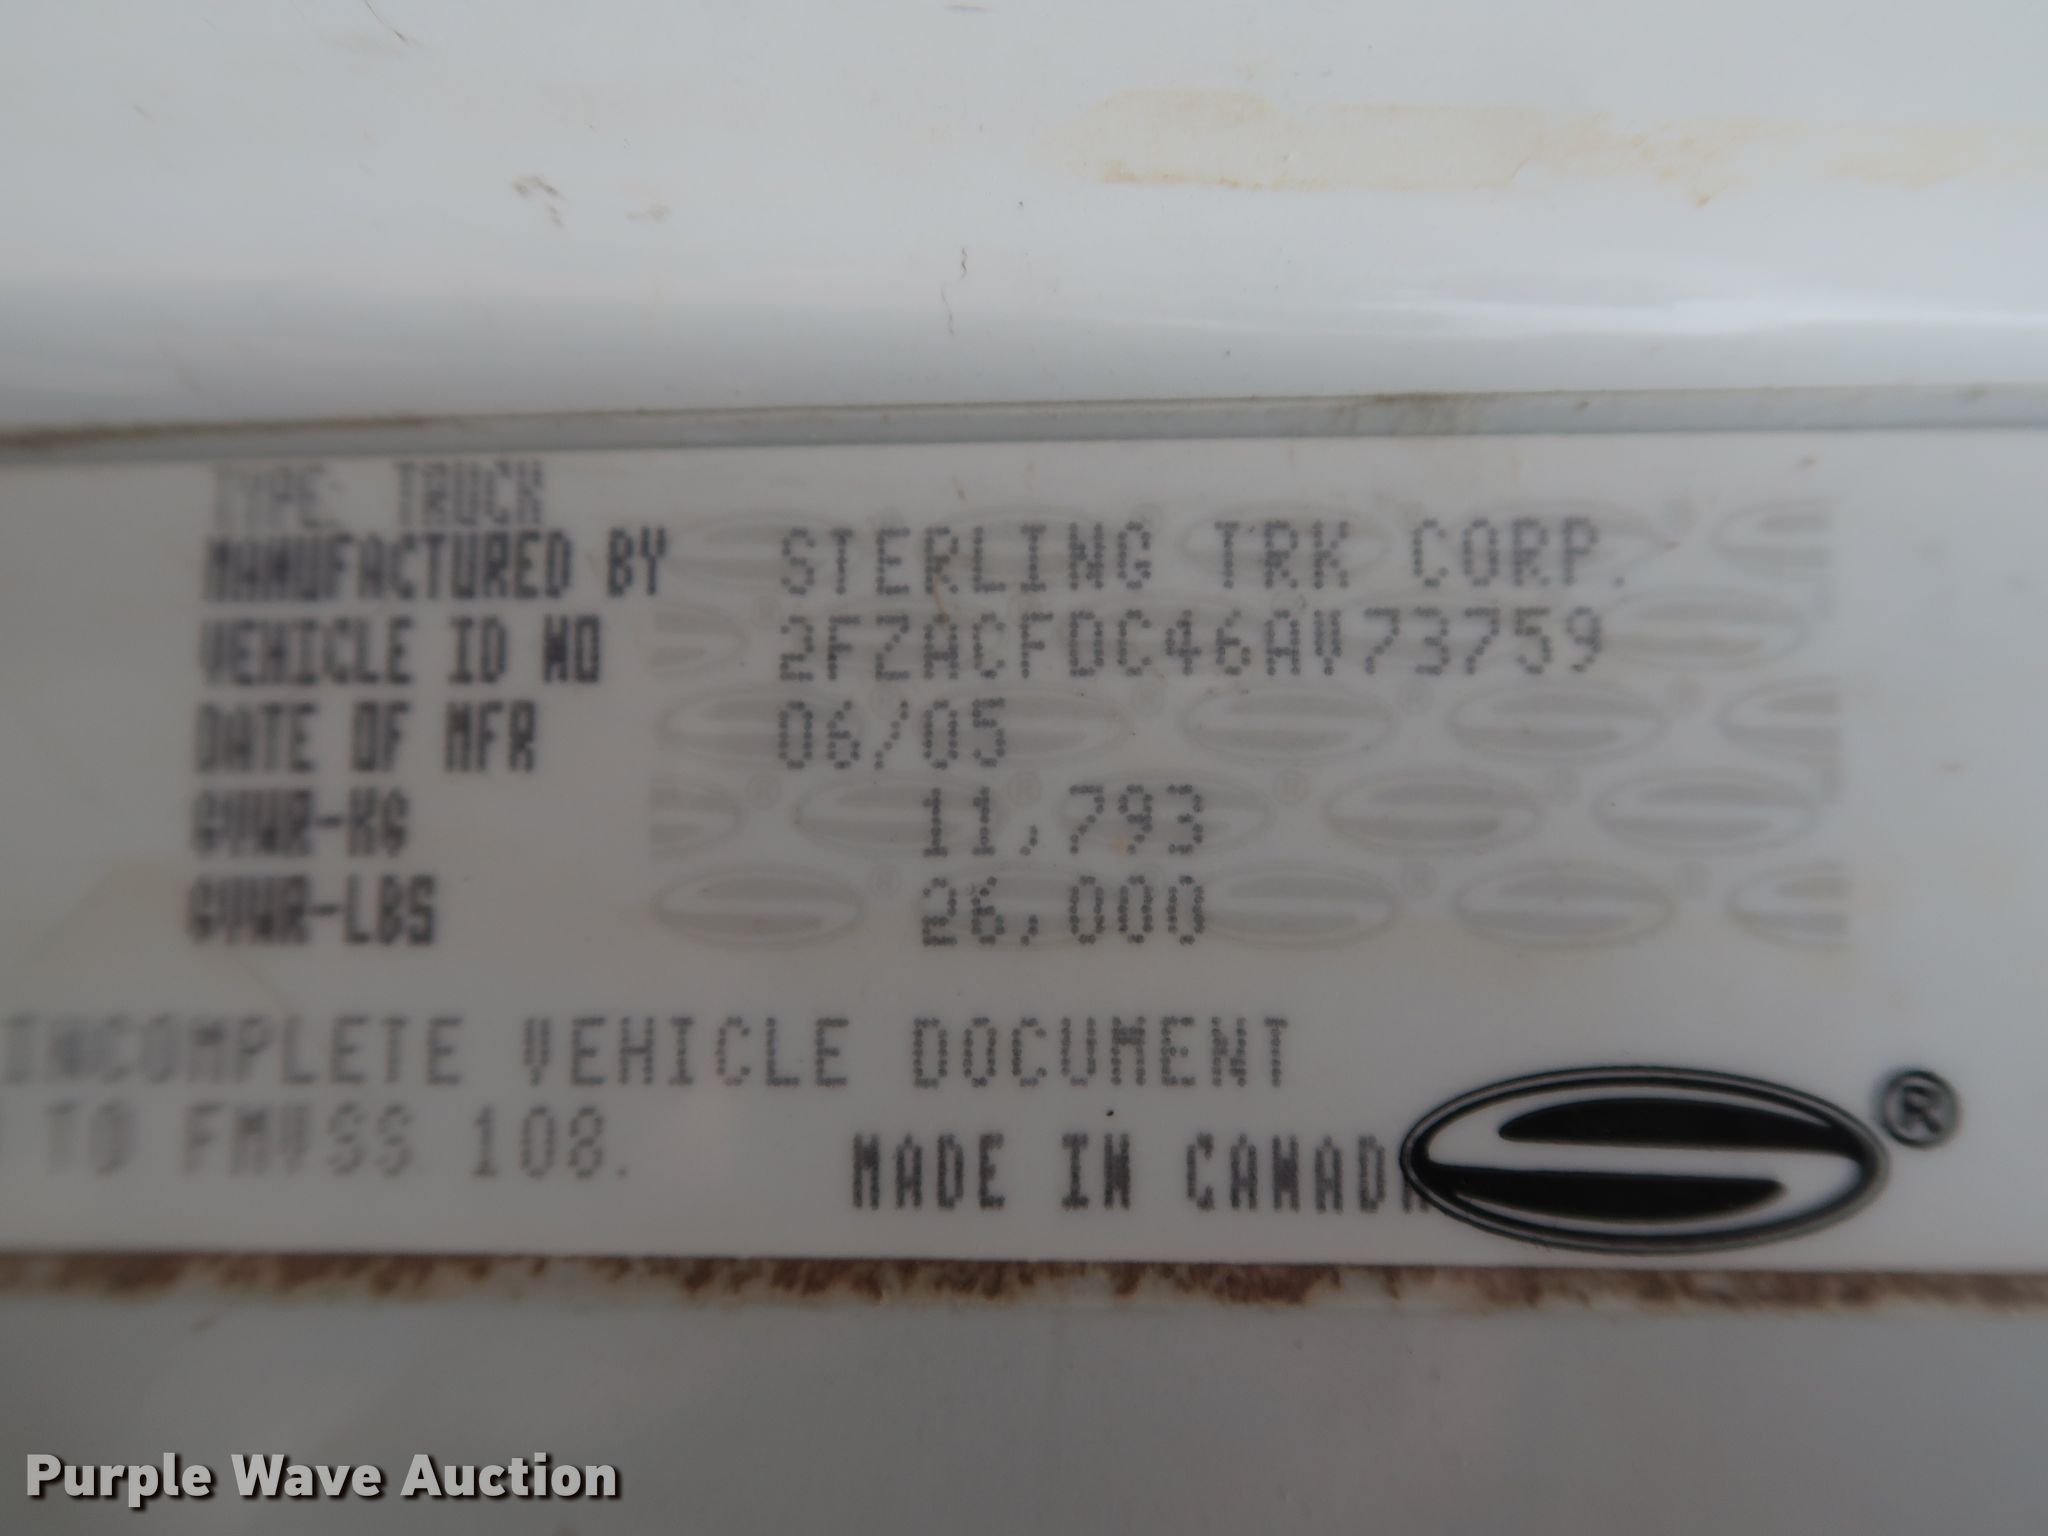 TYPE: TRUCK
MANUFACTURED BY STERLING TRK CORP.
VEHICLE ID NO 2FZACFDC46AV73759
DATE OF MFR 06/05
GVWR-KG 11,793
GVWR-LBS 26,000
INCOMPLETE VEHICLE DOCUMENT
TO FMVSS 108.
MADE IN CANADA
®
Purple Wave Auction